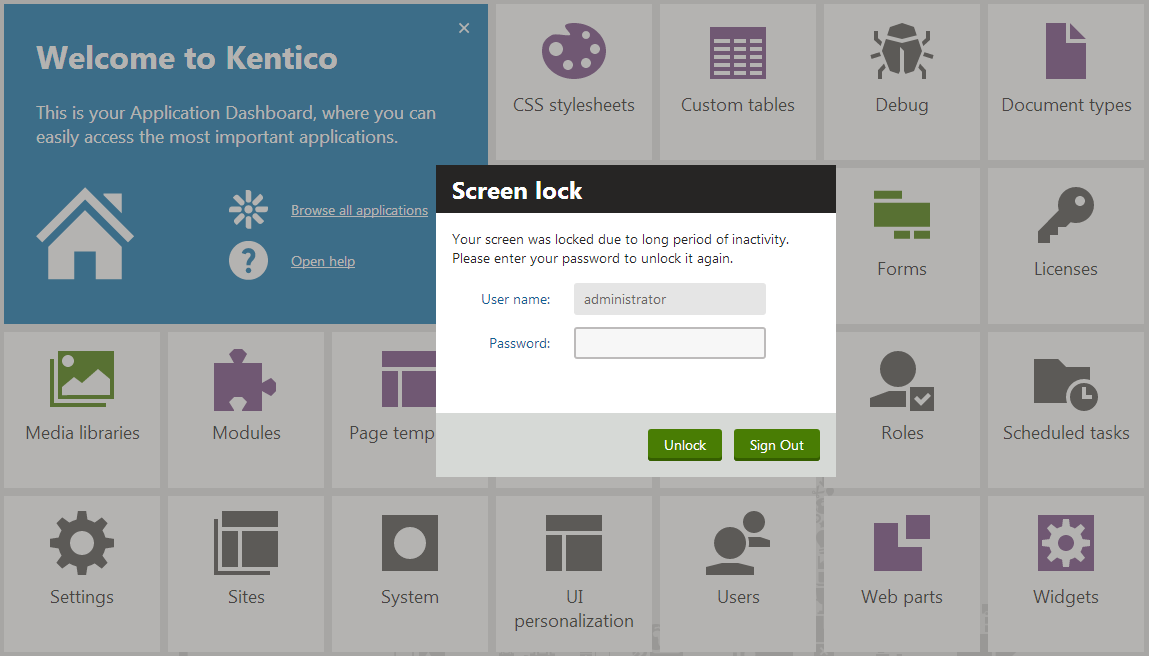 Welcome to Kentico
This is your Application Dashboard, where you can
easily access the most important applications.
Browse all applications
Open help
CSS stylesheets
Custom tables
Debug
Document types
Screen lock
Your screen was locked due to long period of inactivity.
Please enter your password to unlock it again.
User name:
administrator
Password:
Unlock
Sign Out
Forms
Licenses
Media libraries
Modules
Page temp
Roles
Scheduled tasks
Settings
Sites
System
UI
personalization
Users
Web parts
Widgets